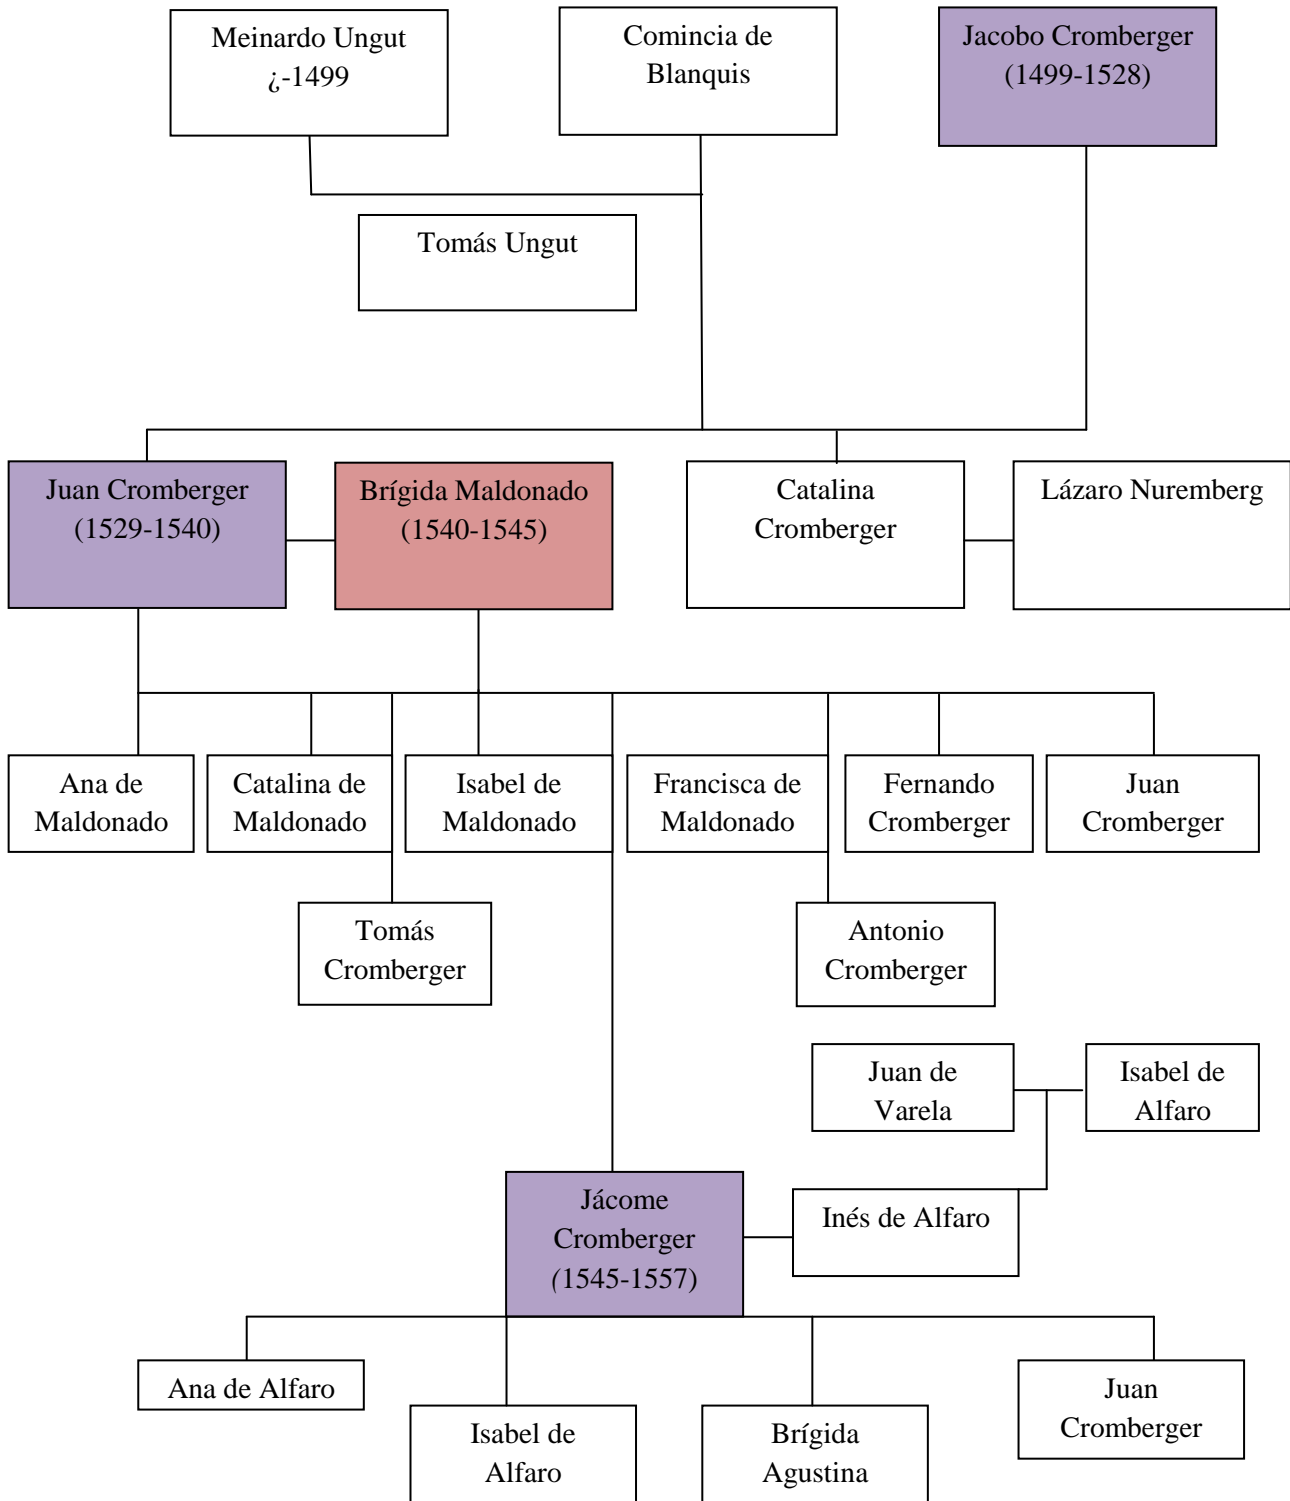 Meinardo Ungut
¿-1499
Comincia de
Blanquis
Jacobo Cromberger
(1499-1528)
Tomás Ungut
Juan Cromberger
(1529-1540)
Brígida Maldonado
(1540-1545)
Catalina
Cromberger
Lázaro Nuremberg
Ana de
Maldonado
Catalina de
Maldonado
Isabel de
Maldonado
Francisca de
Maldonado
Fernando
Cromberger
Juan
Cromberger
Tomás
Cromberger
Antonio
Cromberger
Juan de
Varela
Isabel de
Alfaro
Jácome
Cromberger
(1545-1557)
Inés de Alfaro
Ana de Alfaro
Isabel de
Alfaro
Brígida
Agustina
Juan
Cromberger